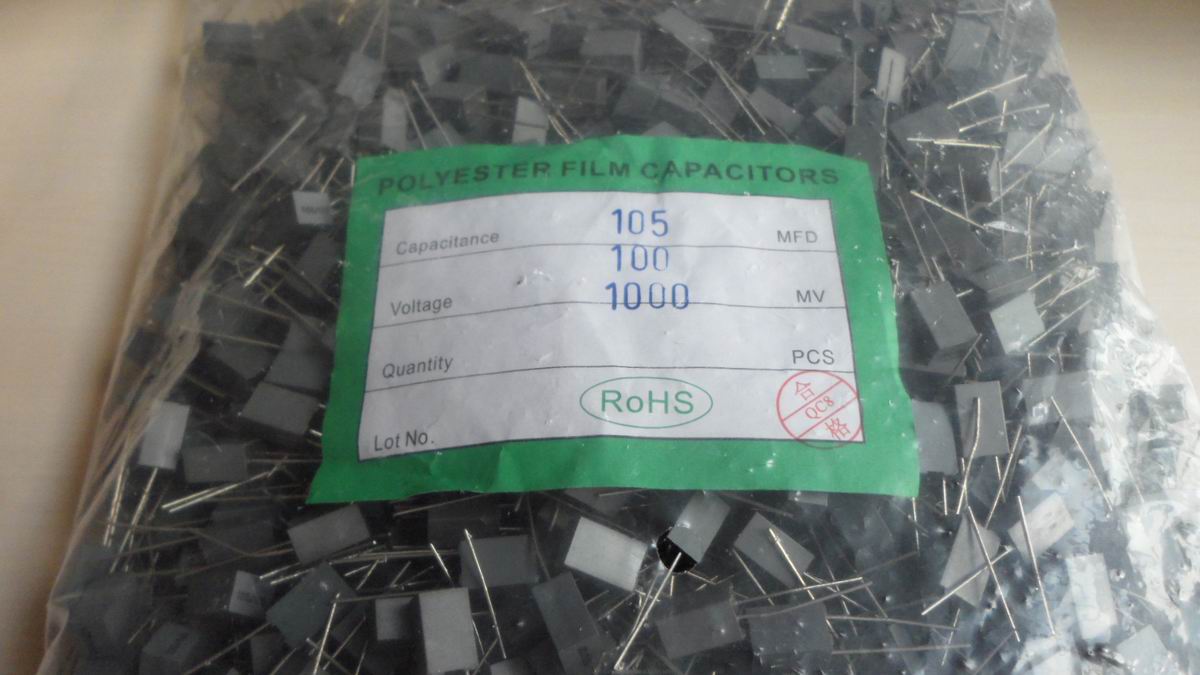 POLYESTER FILM CAPACITORS
Capacitance 105 MFD
100
Voltage 1000 MV
Quantity PCS
Lot No. RoHS
合
QC8
格